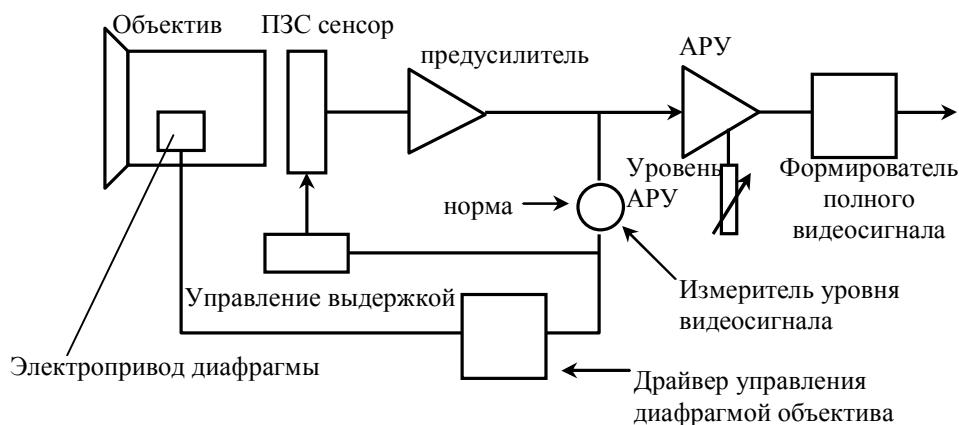 Объектив
ПЗС сенсор
АРУ
предусилитель
Уровень
АРУ
Формирователь
полного
видеосигнала
норма
Управление выдержкой
Измеритель уровня
видеосигнала
Электропривод диафрагмы
Драйвер управления
диафрагмой объектива